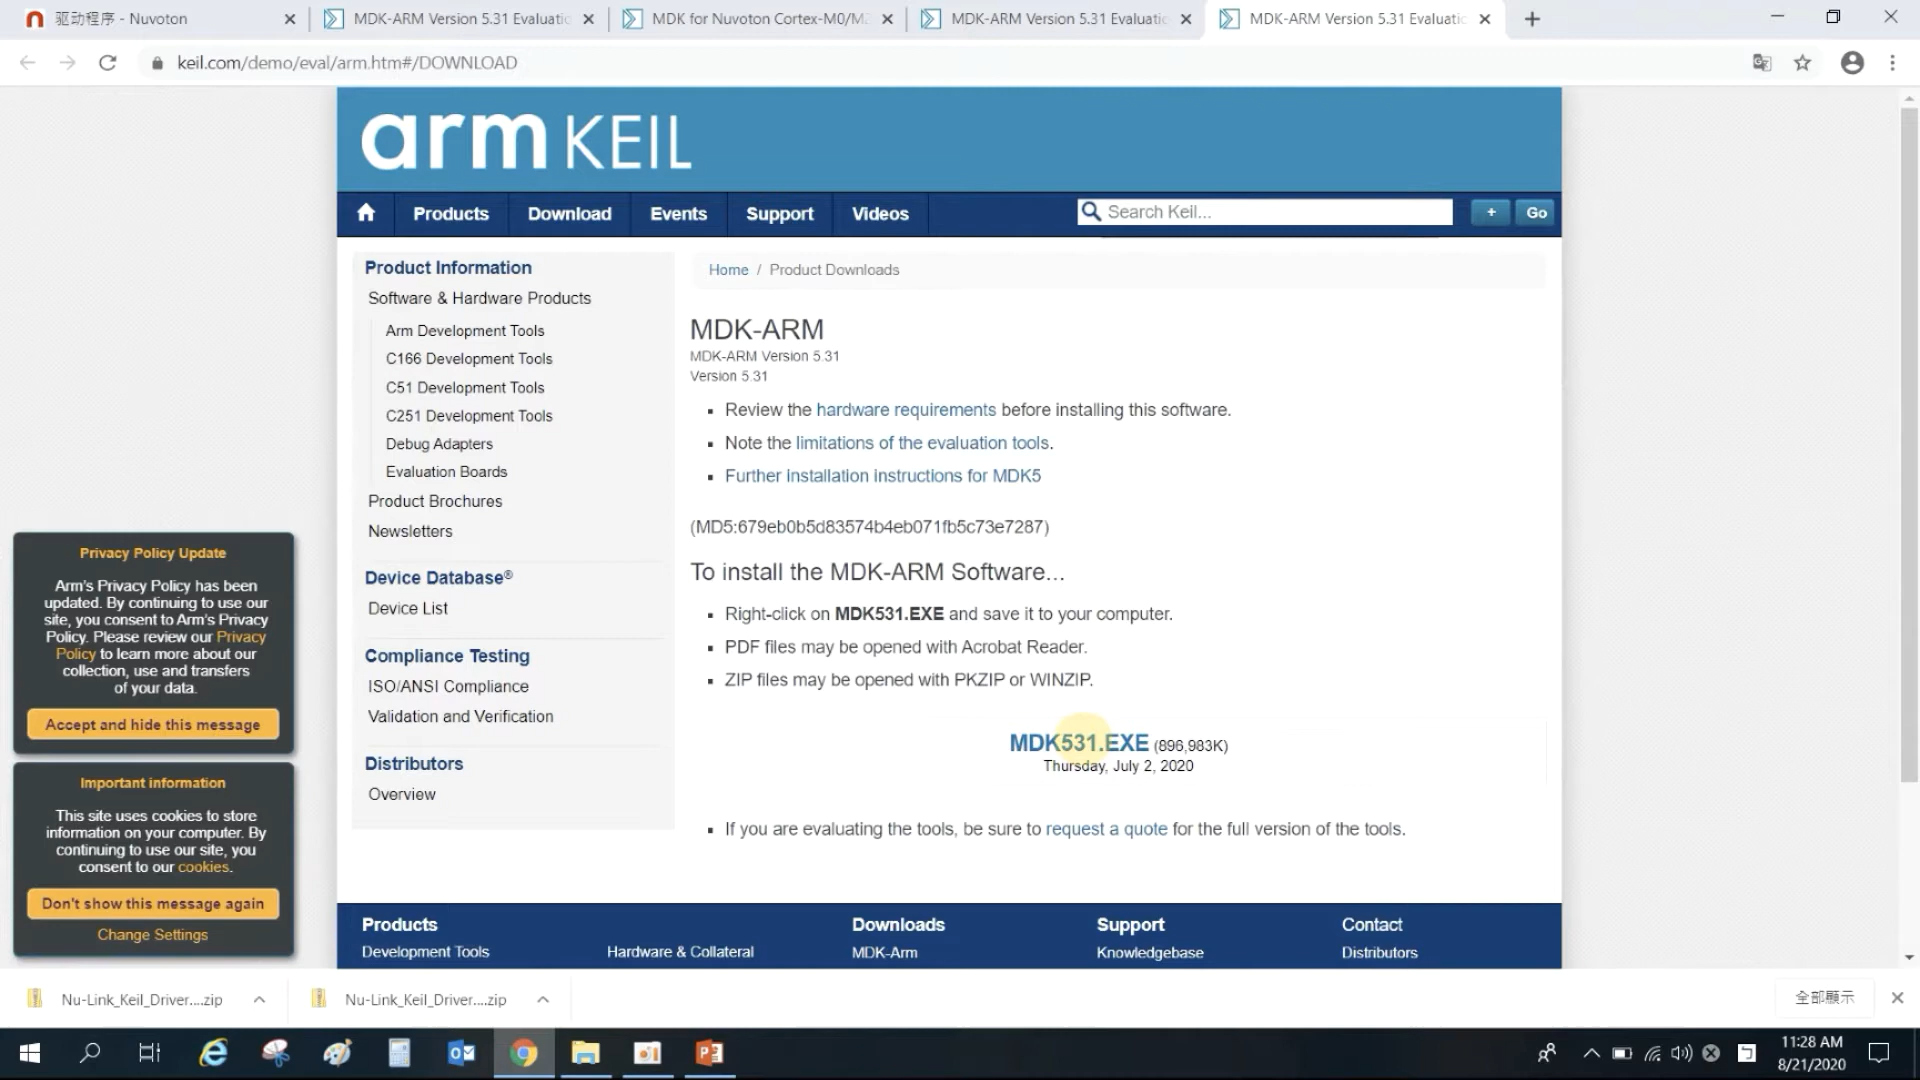 驱动程序 - Nuvoton
MDK-ARM Version 5.31 Evaluatio
MDK for Nuvoton Cortex-M0/M2
MDK-ARM Version 5.31 Evaluatio
MDK-ARM Version 5.31 Evaluatio
keil.com/demo/eval/arm.htm#/DOWNLOAD
arm KEIL
Products
Download
Events
Support
Videos
Search Keil...
+
Go
Product Information
Software & Hardware Products
Arm Development Tools
C166 Development Tools
C51 Development Tools
C251 Development Tools
Debug Adapters
Evaluation Boards
Product Brochures
Newsletters
Device Database®
Device List
Compliance Testing
ISO/ANSI Compliance
Validation and Verification
Distributors
Overview
Home / Product Downloads
MDK-ARM
MDK-ARM Version 5.31
Version 5.31
Review the hardware requirements before installing this software.
Note the limitations of the evaluation tools.
Further installation instructions for MDK5
(MD5:679eb0b5d83574b4eb071fb5c73e7287)
To install the MDK-ARM Software...
Right-click on MDK531.EXE and save it to your computer.
PDF files may be opened with Acrobat Reader.
ZIP files may be opened with PKZIP or WINZIP.
MDK531.EXE (896,983K)
Thursday, July 2, 2020
If you are evaluating the tools, be sure to request a quote for the full version of the tools.
Privacy Policy Update
Arm's Privacy Policy has been
updated. By continuing to use our
site, you consent to Arm's Privacy
Policy. Please review our Privacy
Policy to learn more about our
collection, use and transfers
of your data.
Accept and hide this message
Important information
This site uses cookies to store
information on your computer. By
continuing to use our site, you
consent to our cookies.
Don't show this message again
Change Settings
Products
Downloads
Support
Contact
Development Tools
Hardware & Collateral
MDK-Arm
Knowledgebase
Distributors
Nu-Link_Keil_Driver....zip
Nu-Link_Keil_Driver....zip
全部顯示
11:28 AM
8/21/2020